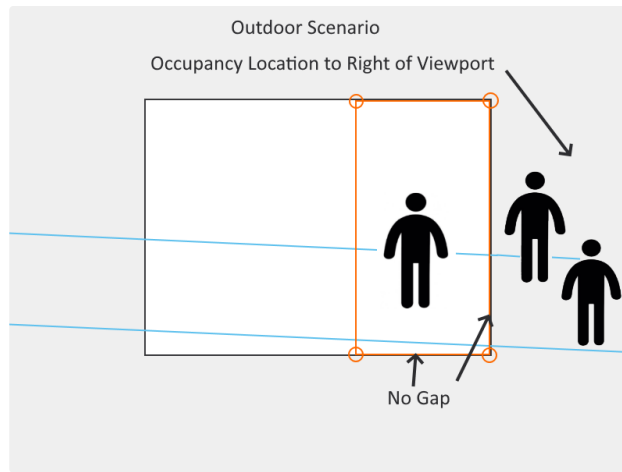 Outdoor Scenario
Occupancy Location to Right of Viewport
No Gap